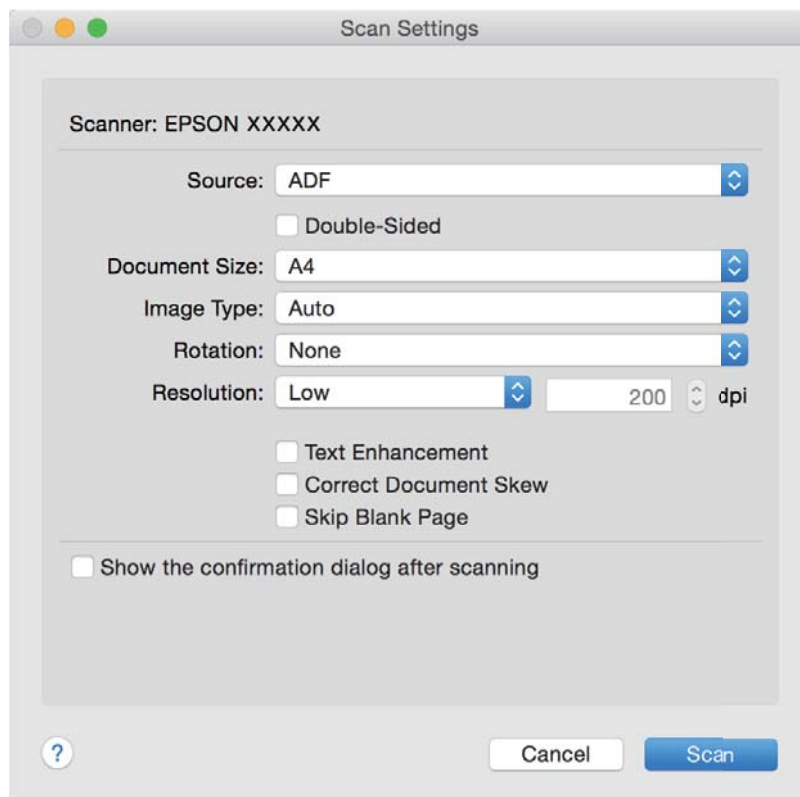 Scan Settings
Scanner: EPSON XXXXX
Source: ADF
Double-Sided
Document Size: A4
Image Type: Auto
Rotation: None
Resolution: Low 200 dpi
Text Enhancement
Correct Document Skew
Skip Blank Page
Show the confirmation dialog after scanning
? Cancel Scan